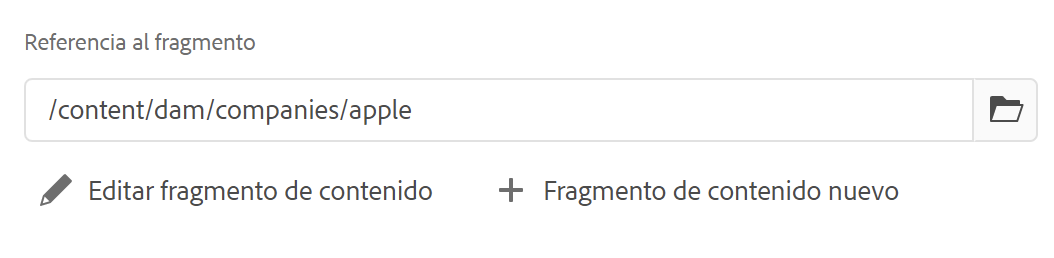 Referencia al fragmento
/content/dam/companies/apple
Editar fragmento de contenido
Fragmento de contenido nuevo